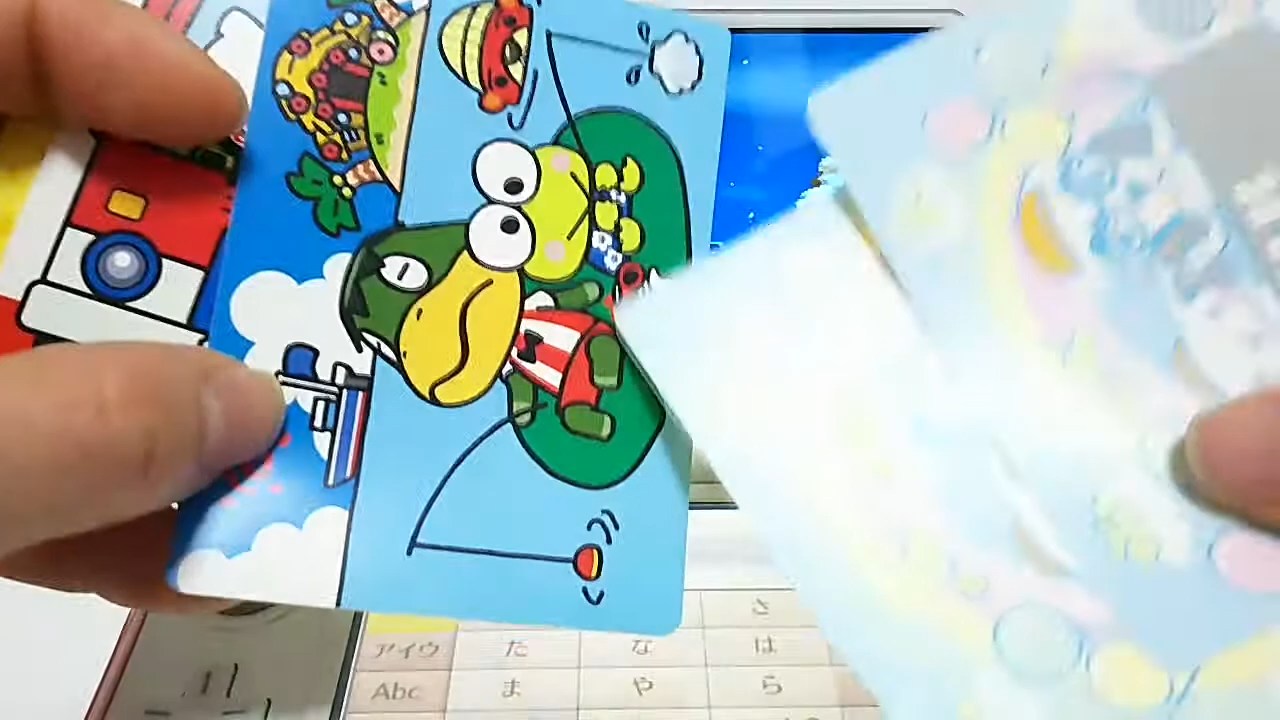 さ
アイウ た な は
Abc ま や ら